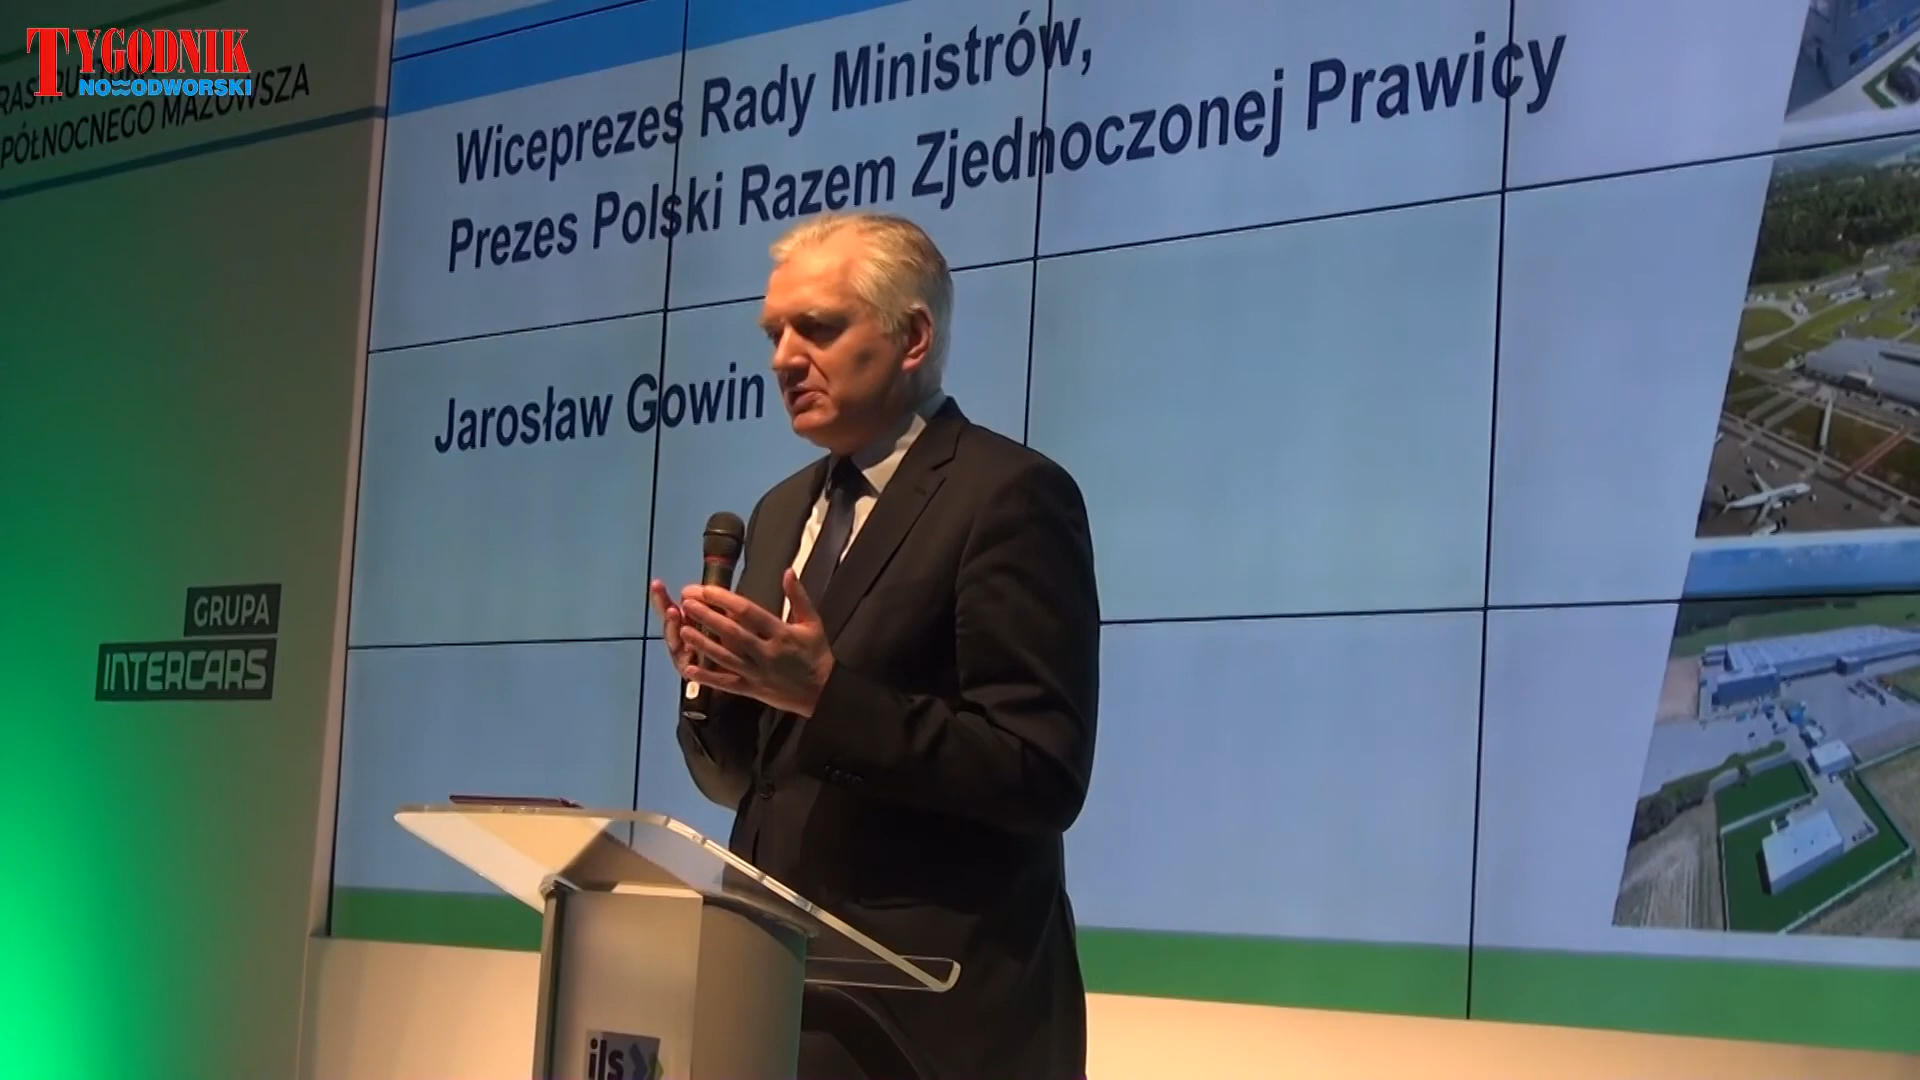 TYGODNIK
NOWODWORSKI
PÓŁNOCNEGO MAZOWSZA
Wiceprezes Rady Ministrów,
Prezes Polski Razem Zjednoczonej Prawicy
Jarosław Gowin
GRUPA
INTERCARS
ils